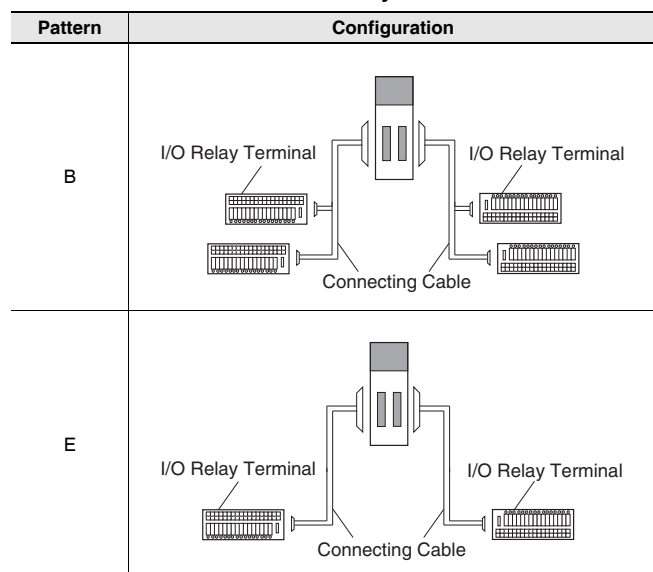 Pattern Configuration
B
I/O Relay Terminal I/O Relay Terminal
Connecting Cable
E
I/O Relay Terminal I/O Relay Terminal
Connecting Cable